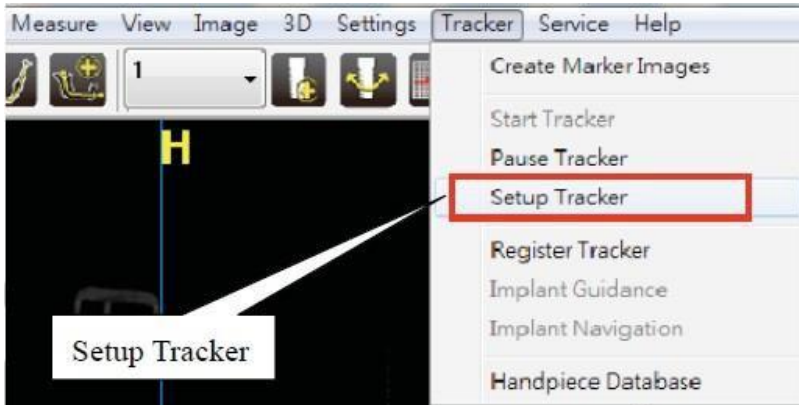 Measure View Image 3D Settings Tracker Service Help
1
Create Marker Images
Start Tracker
H
Pause Tracker
Setup Tracker
Register Tracker
Implant Guidance
Implant Navigation
Setup Tracker
Handpiece Database